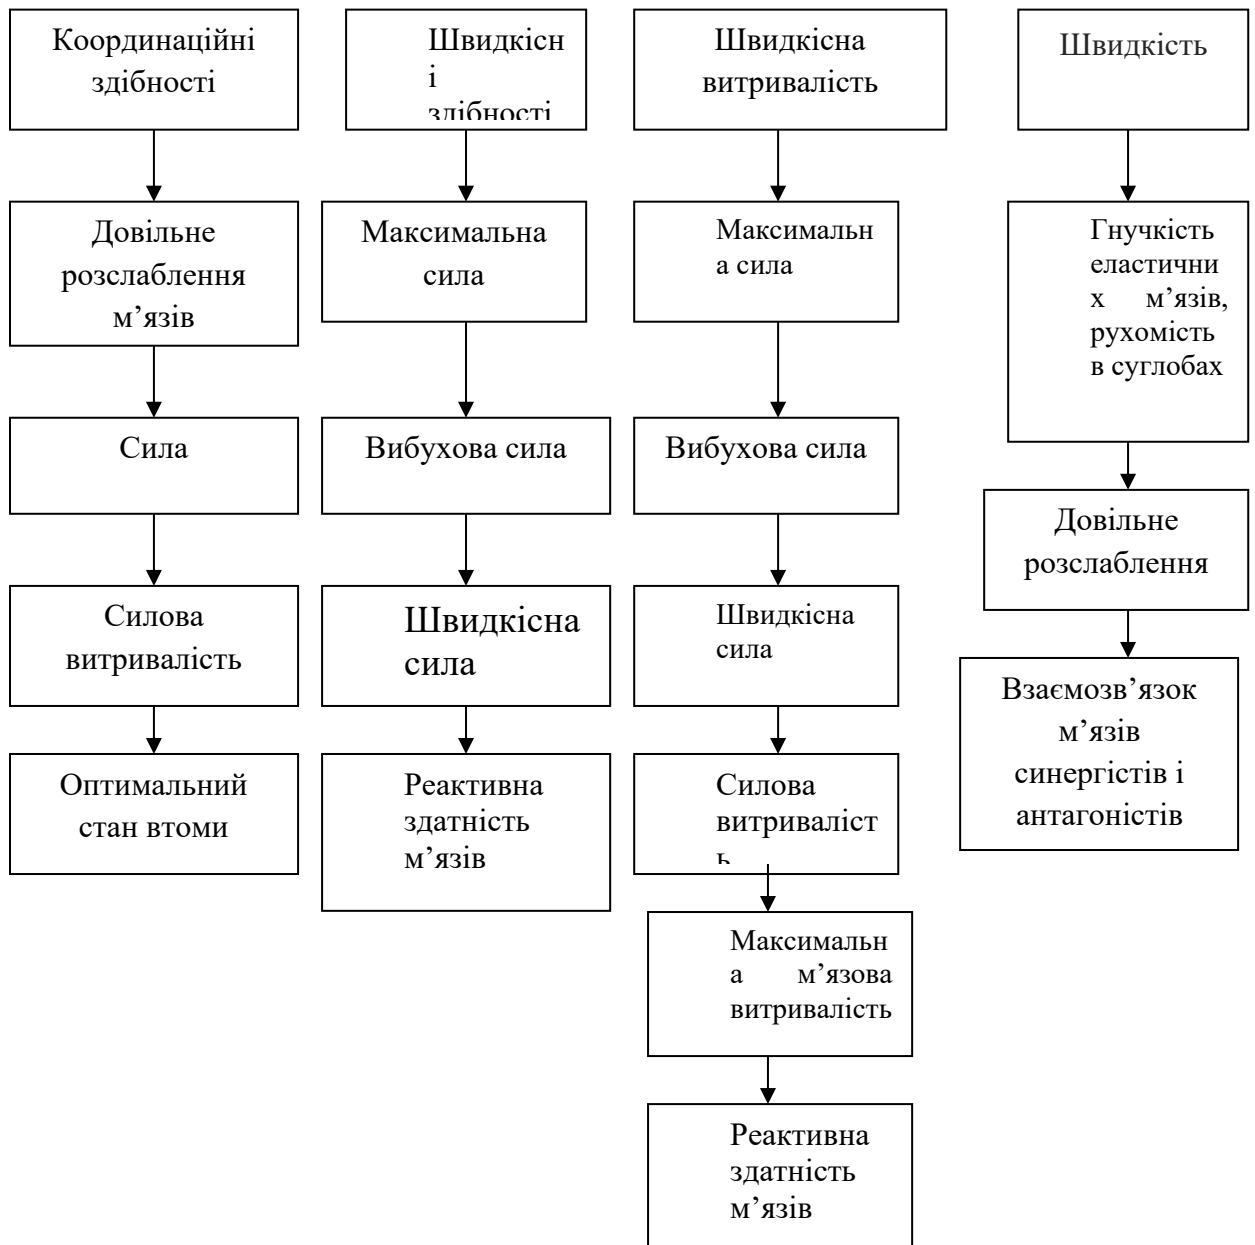 Координаційні
здібності
Швидкісн
і
здібності
Швидкісна
витривалість
Швидкість
Довільне
розслаблення
м’язів
Максимальна
сила
Максимальн
а сила
Гнучкість
еластични
х м’язів,
рухомість
в суглобах
Сила
Вибухова сила
Вибухова сила
Довільне
розслаблення
Силова
витривалість
Швидкісна
сила
Швидкісна
сила
Взаємозв’язок
м’язів
синергістів і
антагоністів
Оптимальний
стан втоми
Реактивна
здатність
м’язів
Силова
витриваліст
ь
Максимальн
а м’язова
витривалість
Реактивна
здатність
м’язів